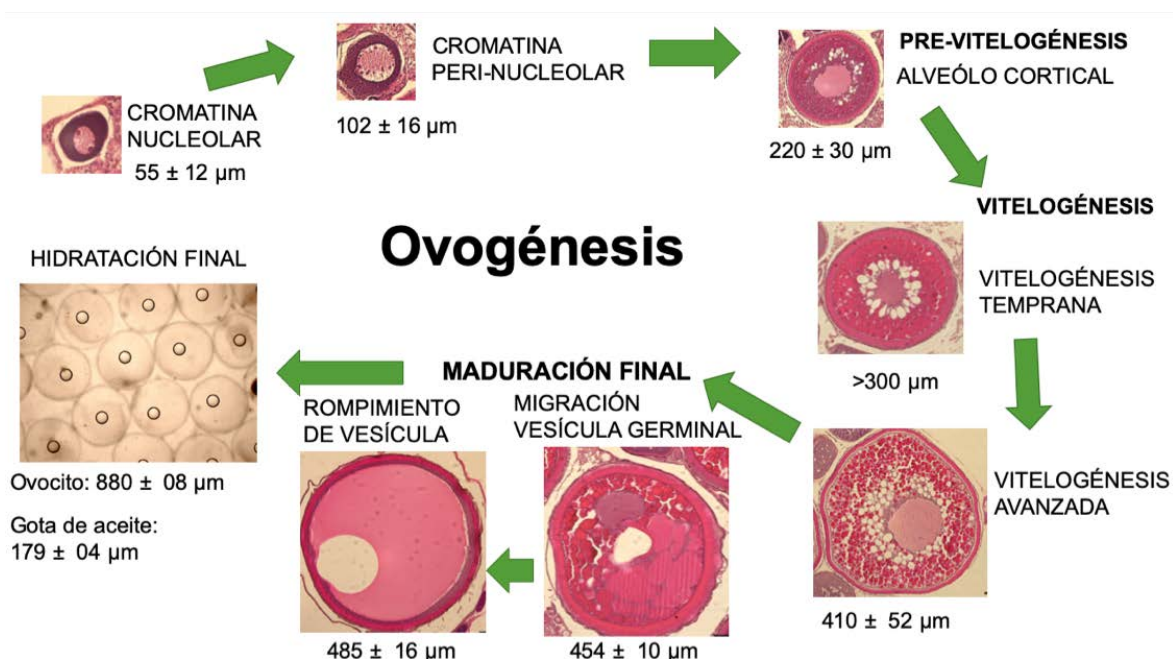 CROMATINA
NUCLEOLAR
55 ± 12 µm
CROMATINA
PERI-NUCLEOLAR
102 ± 16 µm
PRE-VITELOGÉNESIS
ALVEÓLO CORTICAL
220 ± 30 µm
VITELOGÉNESIS
VITELOGÉNESIS
TEMPRANA
>300 µm
VITELOGÉNESIS
AVANZADA
410 ± 52 µm
Ovogénesis
MADURACIÓN FINAL
MIGRACIÓN
VESÍCULA GERMINAL
454 ± 10 µm
ROMPIMIENTO
DE VESÍCULA
485 ± 16 µm
HIDRATACIÓN FINAL
Ovocito: 880 ± 08 µm
Gota de aceite:
179 ± 04 µm